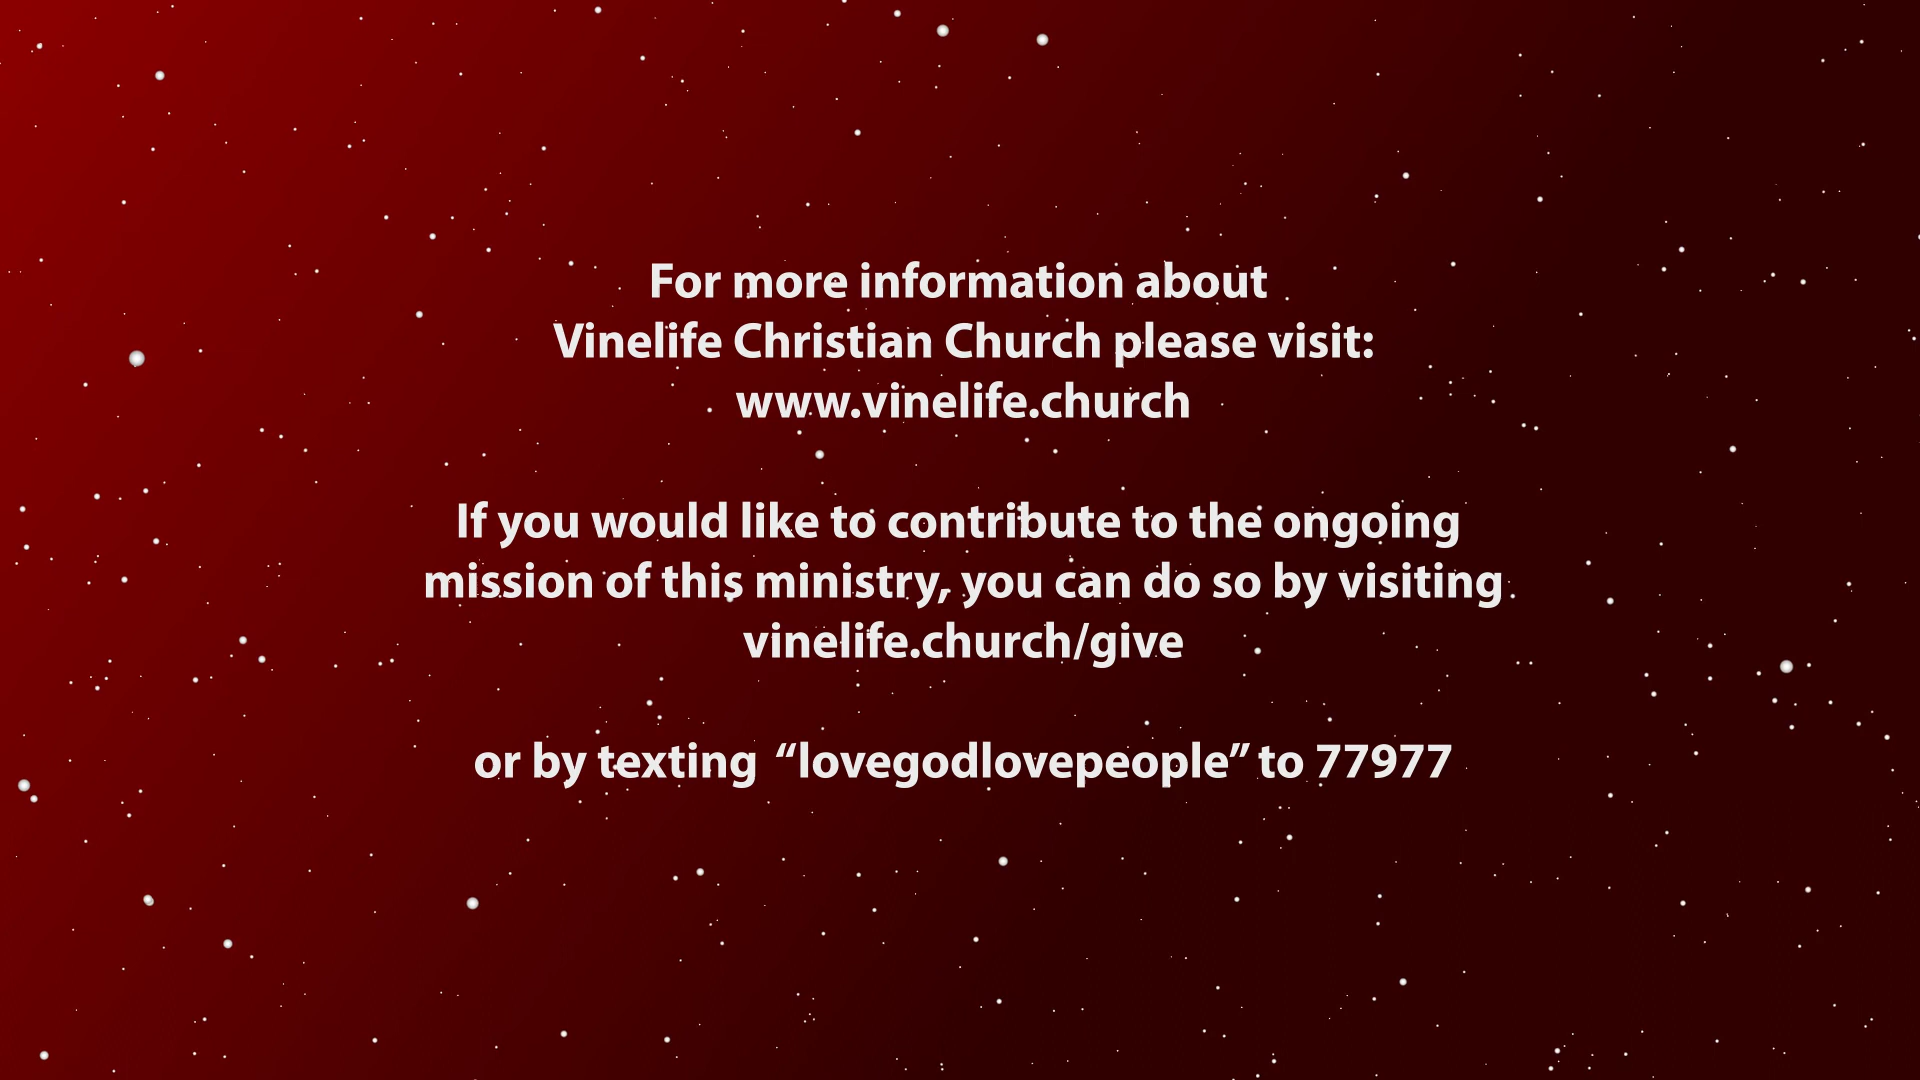 For more information about
Vinelife Christian Church please visit:
www.vinelife.church
If you would like to contribute to the ongoing
mission of this ministry, you can do so by visiting
vinelife.church/give
or by texting “lovegodlovepeople” to 77977